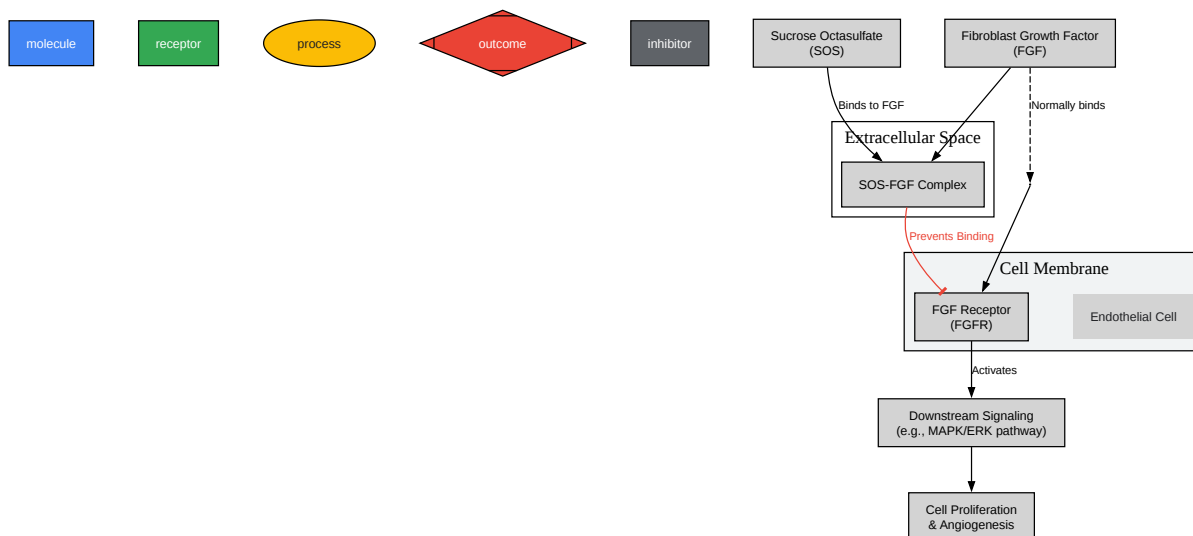 molecule
receptor
process
outcome
inhibitor
Sucrose Octasulfate
(SOS)
Fibroblast Growth Factor
(FGF)
Binds to FGF
Normally binds
Extracellular Space
SOS-FGF Complex
Prevents Binding
Cell Membrane
FGF Receptor
(FGFR)
Endothelial Cell
Activates
Downstream Signaling
(e.g., MAPK/ERK pathway)
Cell Proliferation
& Angiogenesis